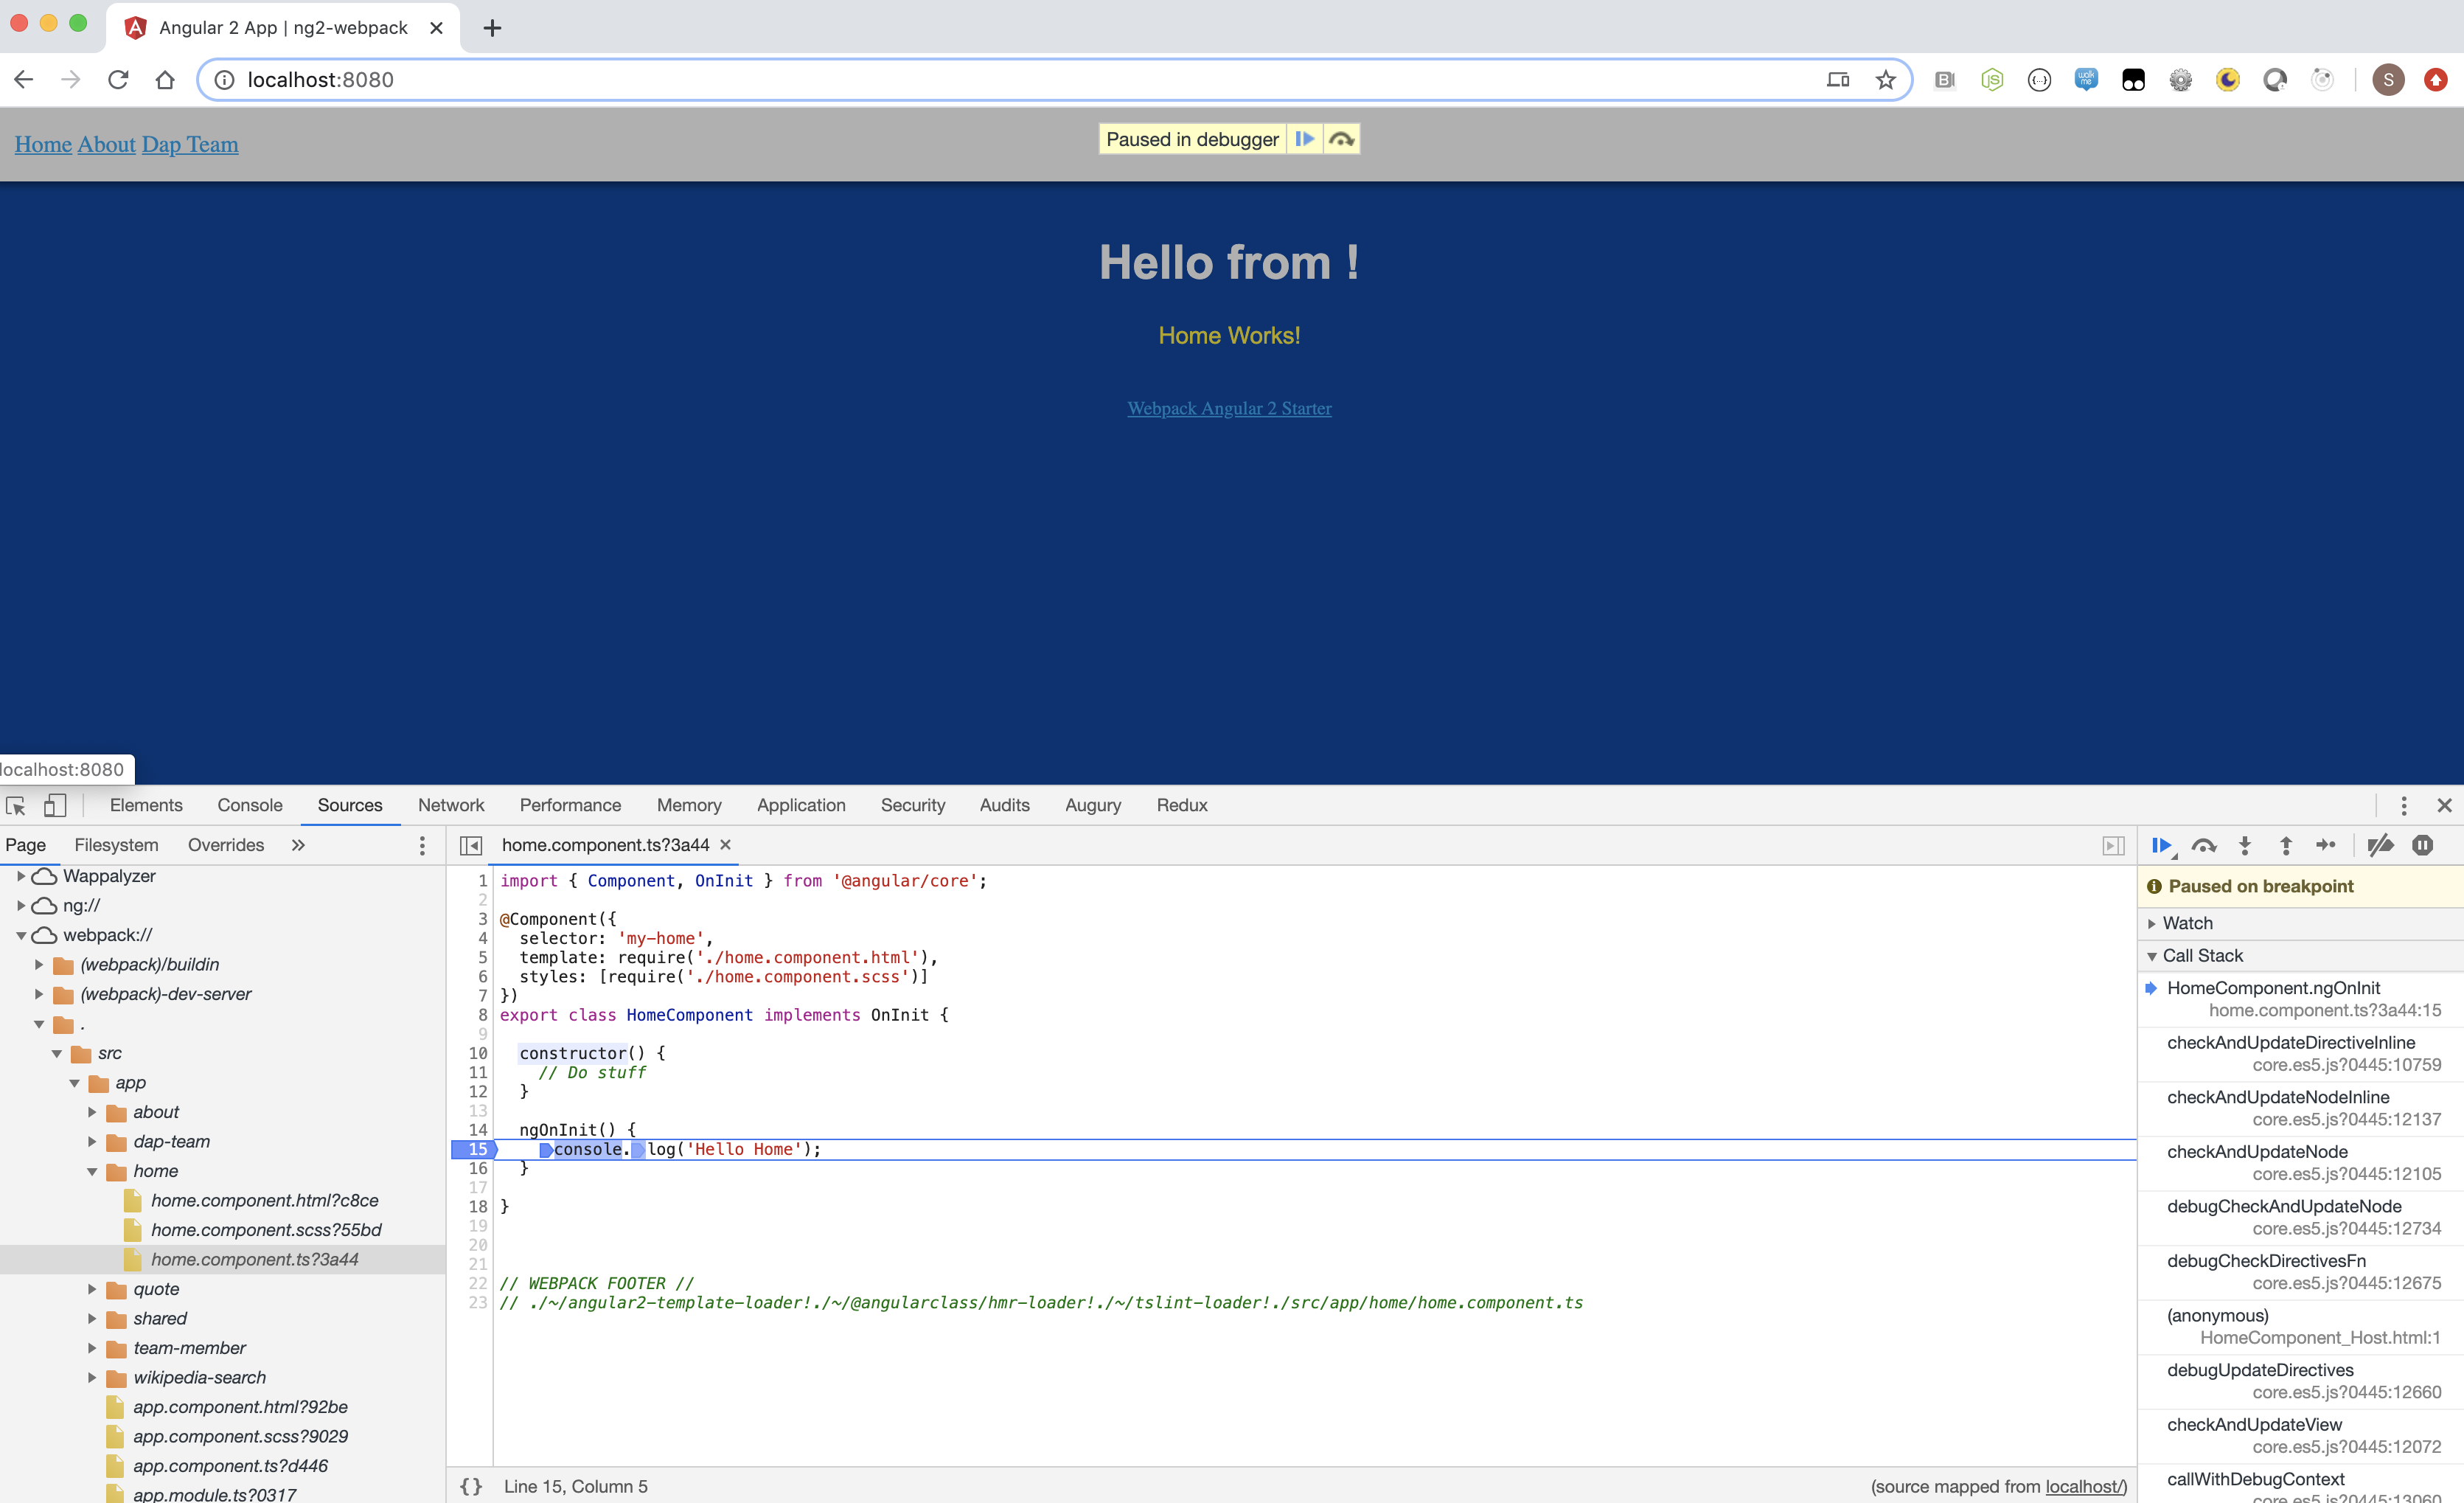 Angular 2 App | ng2-webpack
localhost:8080
S
Home About Dap Team
Paused in debugger
Hello from !
Home Works!
Webpack Angular 2 Starter
localhost:8080
Elements Console Sources Network Performance Memory Application Security Audits Augury Redux
Page Filesystem Overrides »
Wappalyzer
ng://
webpack://
(webpack)/buildin
(webpack)-dev-server
.
src
app
about
dap-team
home
home.component.html?c8ce
home.component.scss?55bd
home.component.ts?3a44
quote
shared
team-member
wikipedia-search
app.component.html?92be
app.component.scss?9029
app.component.ts?d446
app.module.ts?0317
home.component.ts?3a44
1 import { Component, OnInit } from '@angular/core';
2
3 @Component({
4 selector: 'my-home',
5 template: require('./home.component.html'),
6 styles: [require('./home.component.scss')]
7 })
8 export class HomeComponent implements OnInit {
9
10 constructor() {
11 // Do stuff
12 }
13
14 ngOnInit() {
15 console.log('Hello Home');
16 }
17
18 }
19
20
21
22 // WEBPACK FOOTER //
23 // ./~/angular2-template-loader!./~/@angularclass/hmr-loader!./~/tslint-loader!./src/app/home/home.component.ts
{} Line 15, Column 5
(source mapped from localhost/)
Paused on breakpoint
Watch
Call Stack
HomeComponent.ngOnInit
home.component.ts?3a44:15
checkAndUpdateDirectiveInline
core.es5.js?0445:10759
checkAndUpdateNodeInline
core.es5.js?0445:12137
checkAndUpdateNode
core.es5.js?0445:12105
debugCheckAndUpdateNode
core.es5.js?0445:12734
debugCheckDirectivesFn
core.es5.js?0445:12675
(anonymous)
HomeComponent_Host.html:1
debugUpdateDirectives
core.es5.js?0445:12660
checkAndUpdateView
core.es5.js?0445:12072
callWithDebugContext
core.es5.js?0445:13060